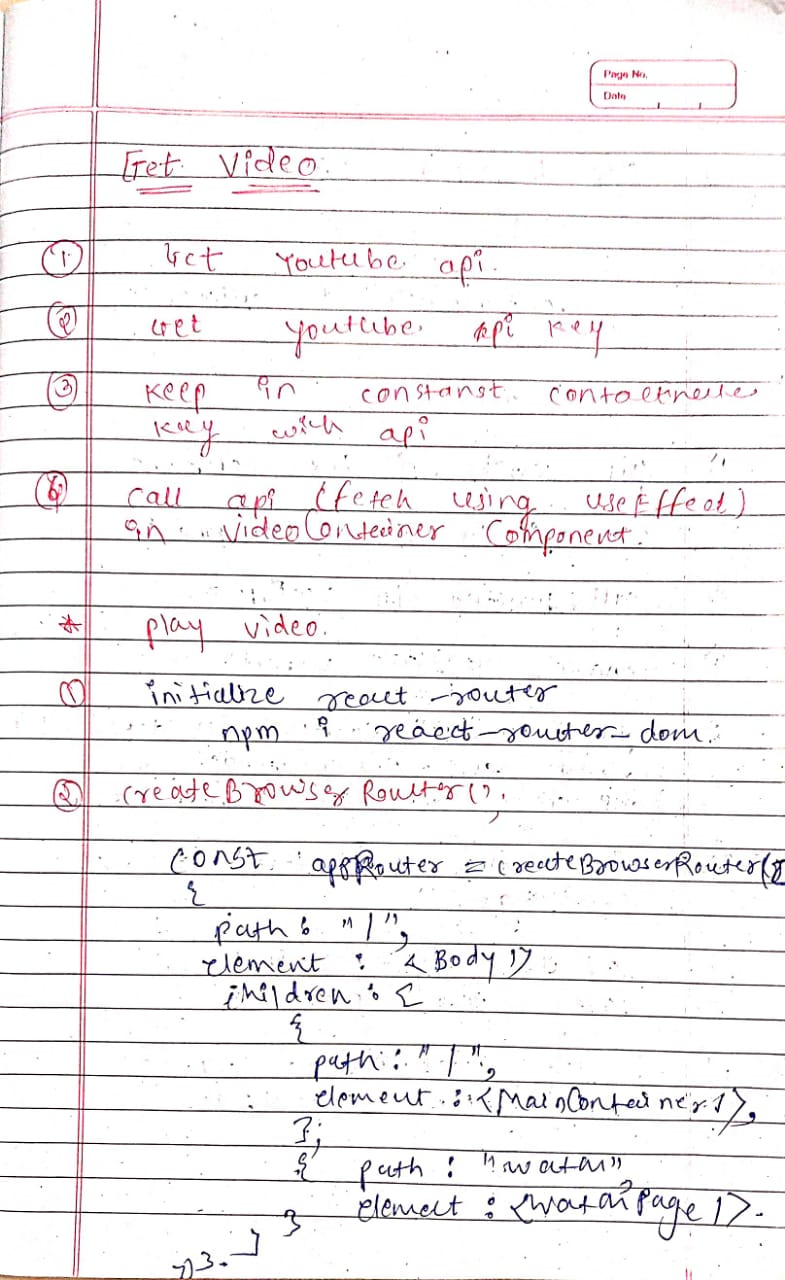 Page No.
Date
Get Video.
① Get Youtube api.
② Get youtube api key
③ Keep in constanst.
key with api
④ call api (fetch using useEffect)
in VideoContainer Component.
* play video.
① initialize react-router
npm i react-router-dom.
② createBrowserRouter();
const appRouter = createBrowserRouter([
{
path: "/",
element: <Body />
children: [
{
path: "/",
element: <MainContainer />,
};
{ path: "watch"
element: <watchpage />.
}
]
}